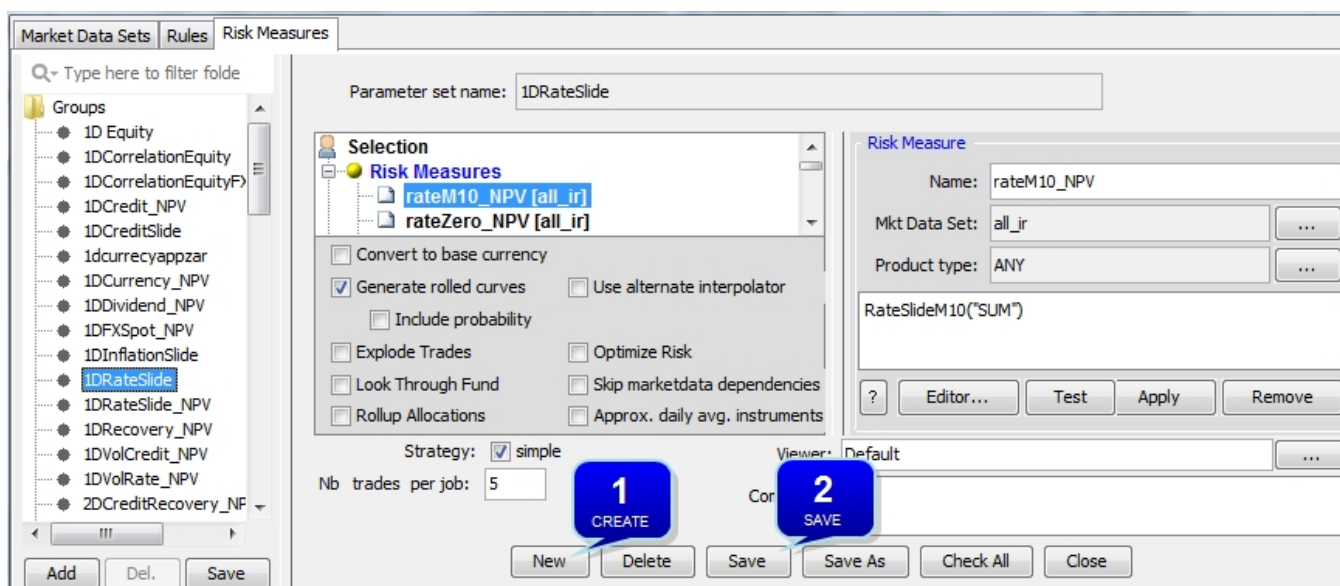 Market Data Sets Rules Risk Measures
Type here to filter folde
Groups
1D Equity
1DCorrelationEquity
1DCorrelationEquityFX
1DCredit_NPV
1DCreditSlide
1dcurrecyappzar
1DCurrency_NPV
1DDividend_NPV
1DFXSpot_NPV
1DInflationSlide
1DRateSlide
1DRateSlide_NPV
1DRecovery_NPV
1DVolCredit_NPV
1DVolRate_NPV
2DCreditRecovery_NP
Add Del. Save
Parameter set name: 1DRateSlide
Selection
Risk Measures
rateM10_NPV [all_ir]
rateZero_NPV [all_ir]
Convert to base currency
Generate rolled curves Use alternate interpolator
Include probability
Explode Trades Optimize Risk
Look Through Fund Skip marketdata dependencies
Rollup Allocations Approx. daily avg. instruments
Risk Measure
Name: rateM10_NPV
Mkt Data Set: all_ir ...
Product type: ANY ...
RateSlideM10("SUM")
? Editor... Test Apply Remove
Strategy: simple
Viewer: Default ...
Nb trades per job: 5
1
CREATE
2
SAVE
New Delete Save Save As Check All Close